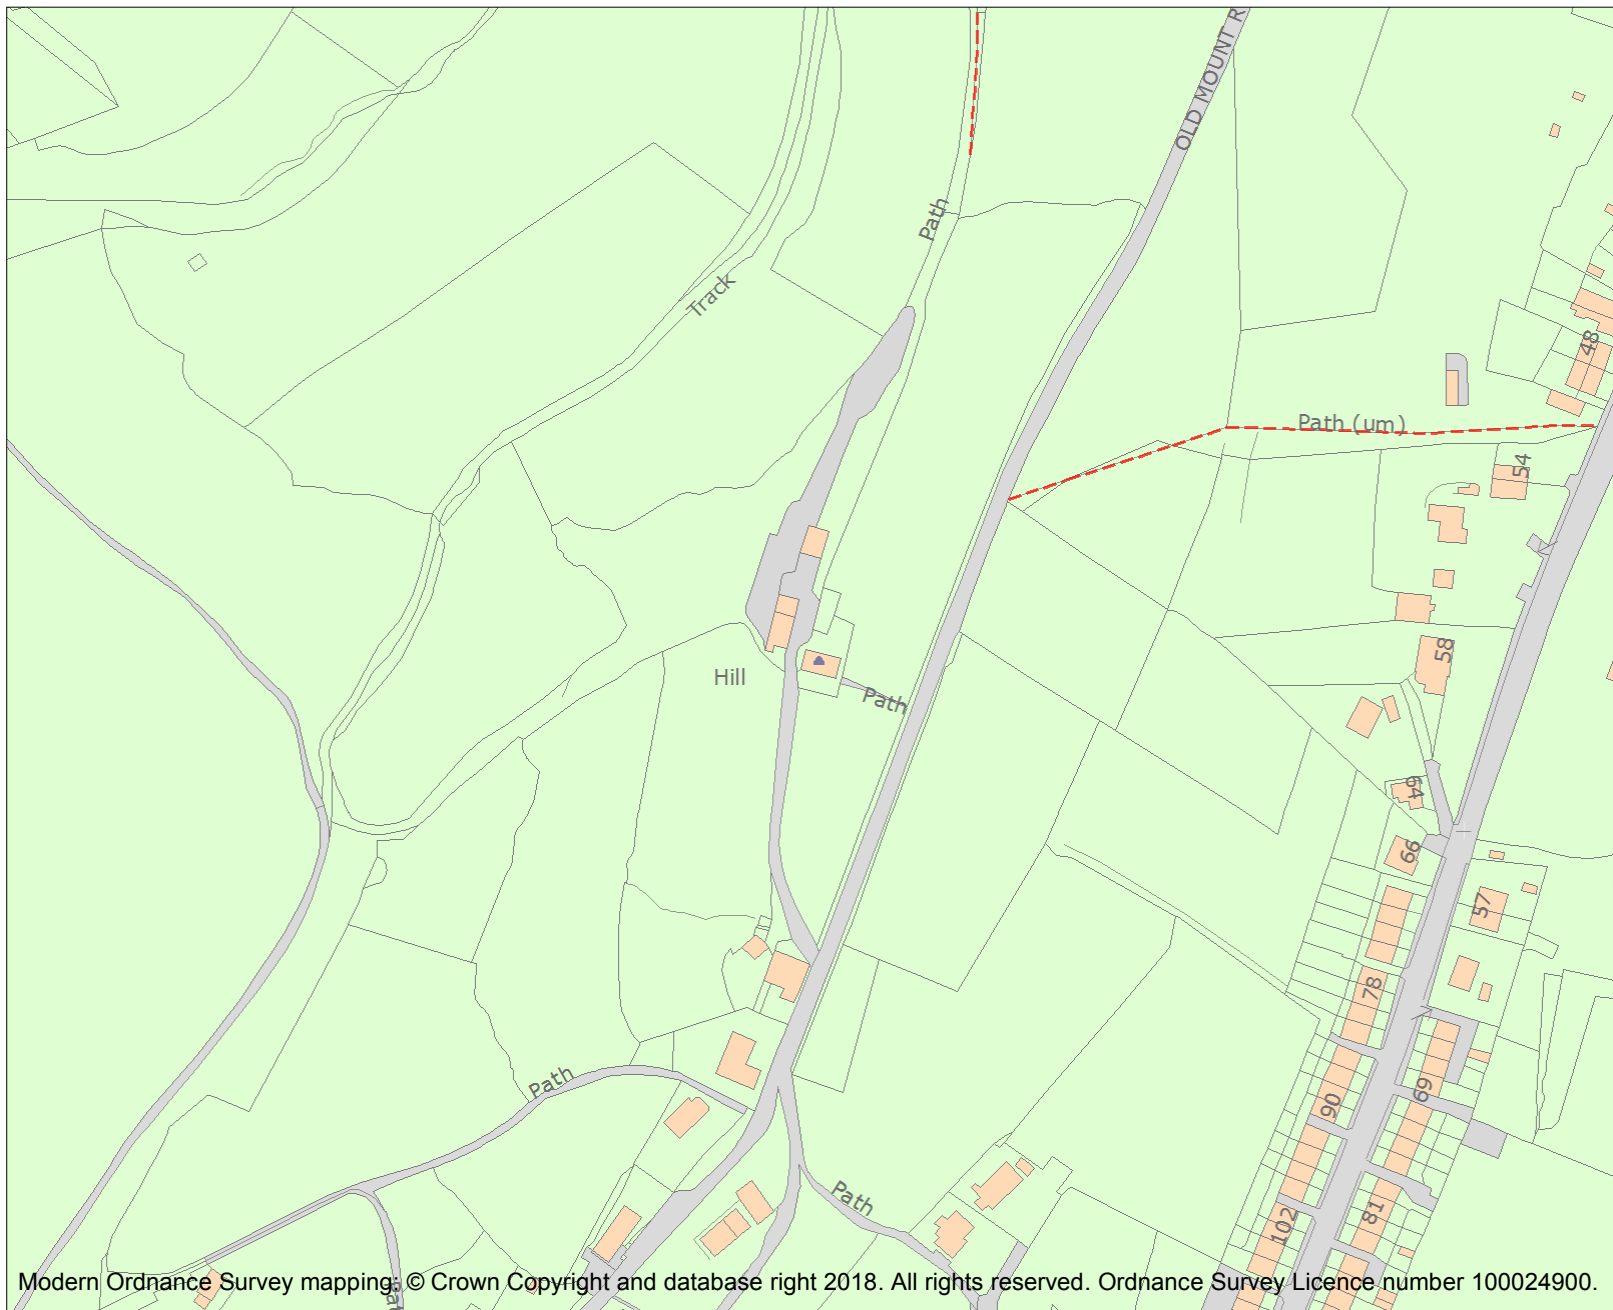 OLD MOUNT R
Path
Track
48
Path (um)
54
58
Hill
Path
64
66
57
78
Path
69
90
Path
81
102
Modern Ordnance Survey mapping: © Crown Copyright and database right 2018. All rights reserved. Ordnance Survey Licence number 100024900.
Pat